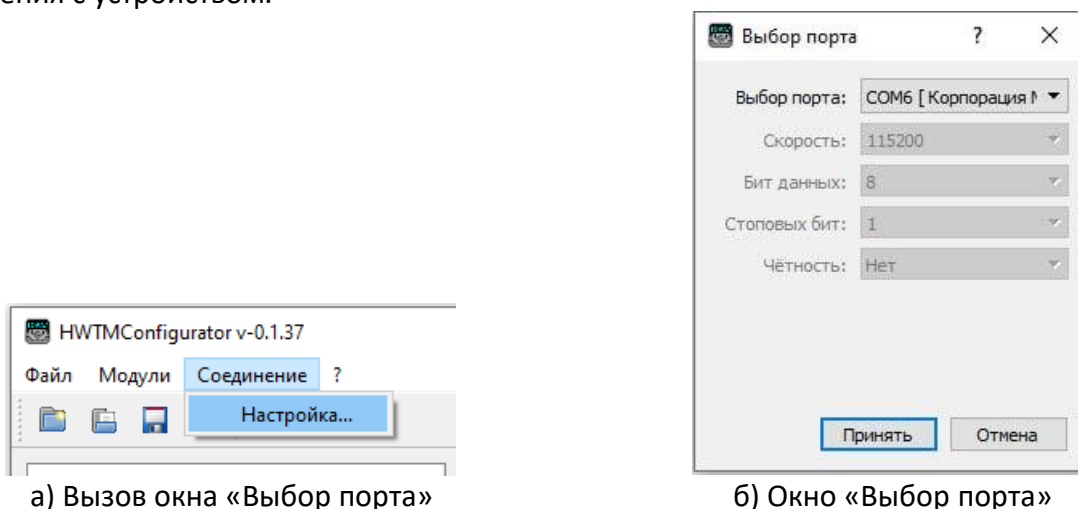 ения с устройством.
HWTMConfigurator v-0.1.37
Файл Модули Соединение ?
Настройка...
а) Вызов окна «Выбор порта»
Выбор порта ?
Выбор порта: COM6 [ Корпорация
Скорость: 115200
Бит данных: 8
Стоповых бит: 1
Чётность: Нет
Принять Отмена
б) Окно «Выбор порта»